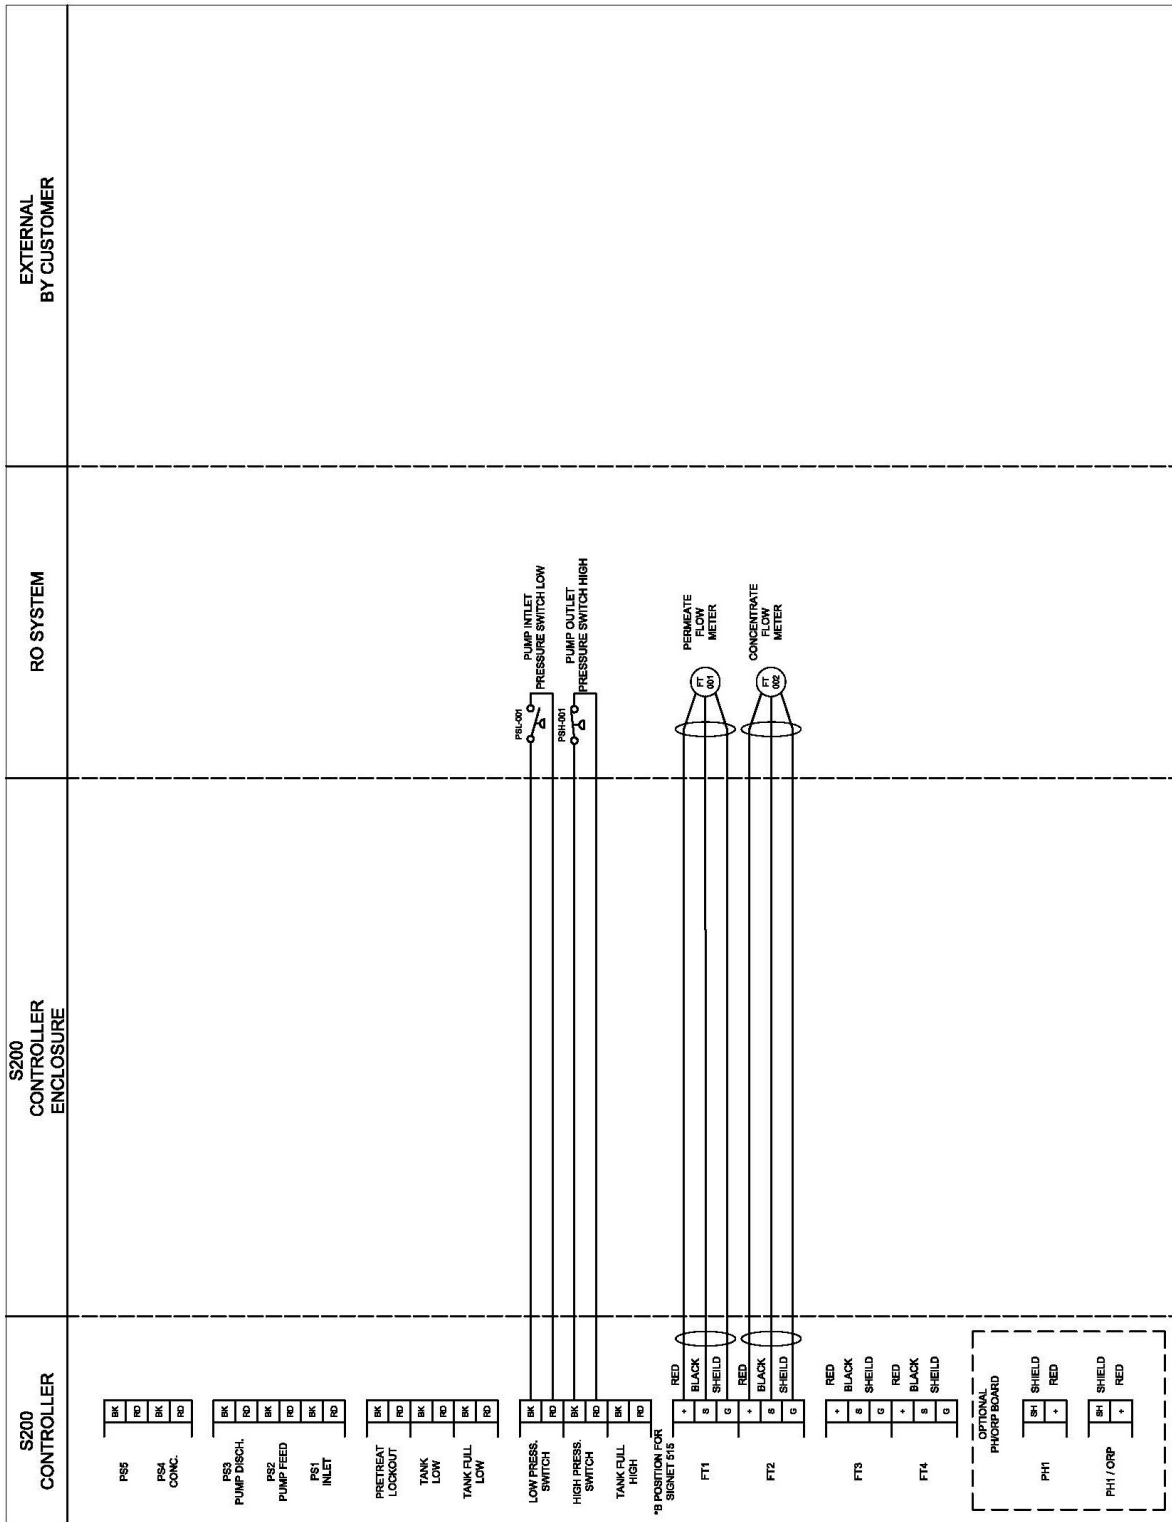 S200
CONTROLLER
S200
CONTROLLER
ENCLOSURE
RO SYSTEM
EXTERNAL
BY CUSTOMER
PS5
BK
RD
PS4
CONC.
BK
RD
PS3
PUMP DISCH.
BK
RD
PS2
PUMP FEED
BK
RD
PS1
INLET
BK
RD
PRETREAT
LOCKOUT
BK
RD
TANK
LOW
BK
RD
TANK FULL
LOW
BK
RD
LOW PRESS.
SWITCH
BK
RD
PSL-001
PUMP INTLET
PRESSURE SWITCH LOW
HIGH PRESS.
SWITCH
BK
RD
PSH-001
PUMP OUTLET
PRESSURE SWITCH HIGH
TANK FULL
HIGH
BK
RD
*B POSITION FOR
SIGNET 515
FT1
+ RED
S BLACK
G SHEILD
FT
001
PERMEATE
FLOW
METER
FT2
+ RED
S BLACK
G SHEILD
FT
002
CONCENTRATE
FLOW
METER
FT3
+ RED
S BLACK
G SHEILD
FT4
+ RED
S BLACK
G SHEILD
OPTIONAL
PH/ORP BOARD
PH1
SH SHIELD
+ RED
PH1 / ORP
SH SHIELD
+ RED